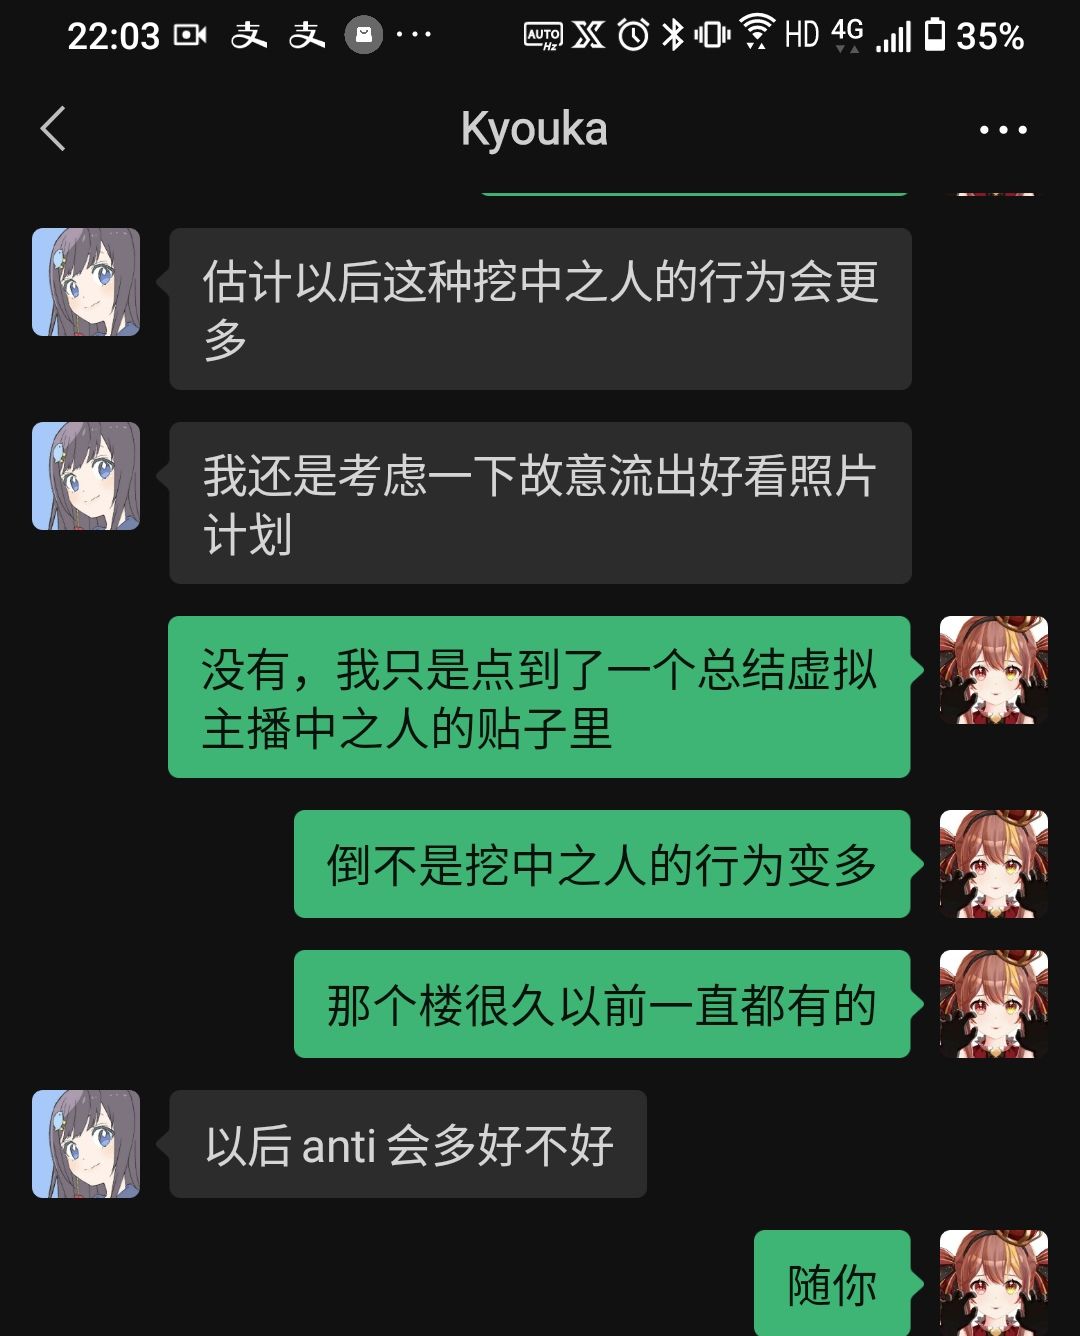 22:03 支 支 AUTO Hz HD 4G 35%
Kyouka
估计以后这种挖中之人的行为会更
多
我还是考虑一下故意流出好看照片
计划
没有，我只是点到了一个总结虚拟
主播中之人的贴子里
倒不是挖中之人的行为变多
那个楼很久以前一直都有的
以后 anti 会多好不好
随你